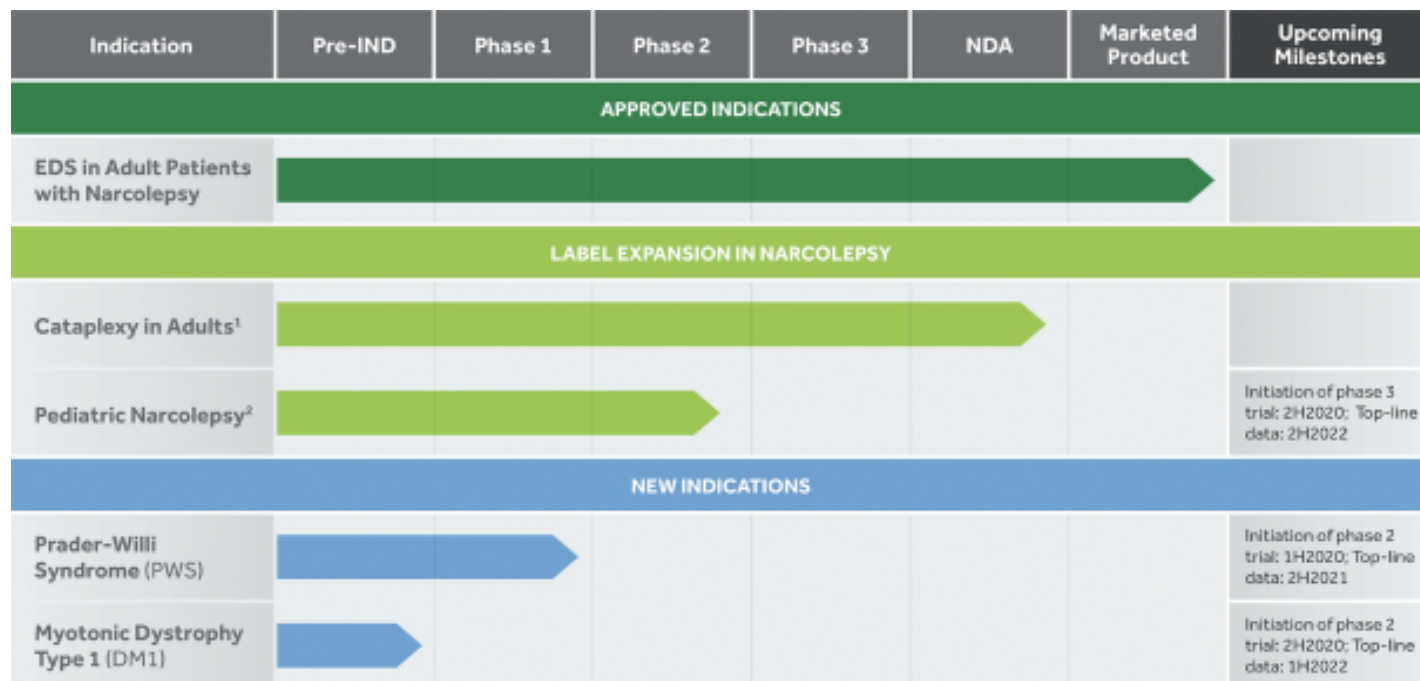 Indication
Pre-IND
Phase 1
Phase 2
Phase 3
NDA
Marketed
Product
Upcoming
Milestones
APPROVED INDICATIONS
EDS in Adult Patients
with Narcolepsy
LABEL EXPANSION IN NARCOLEPSY
Cataplexy in Adults¹
Pediatric Narcolepsy²
Initiation of phase 3
trial: 2H2020; Top-line
data: 2H2022
NEW INDICATIONS
Prader-Willi
Syndrome (PWS)
Initiation of phase 2
trial: 1H2020; Top-line
data: 2H2021
Myotonic Dystrophy
Type 1 (DM1)
Initiation of phase 2
trial: 2H2020; Top-line
data: 1H2022